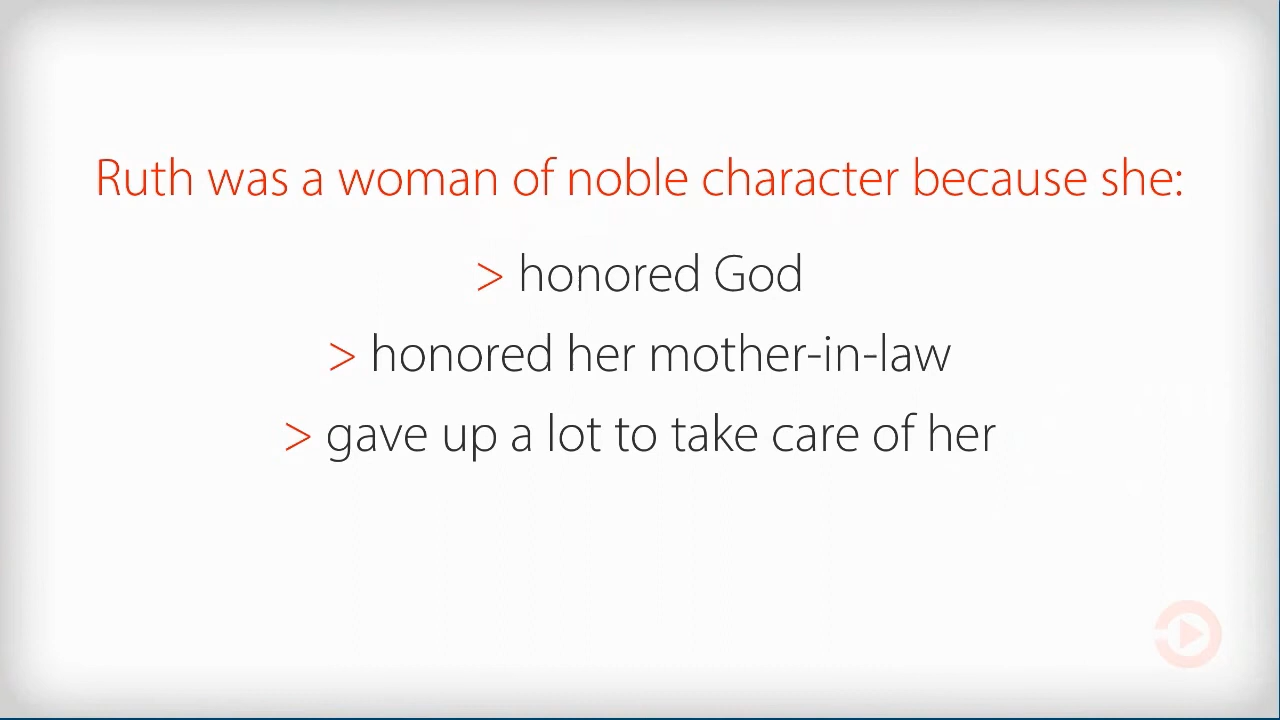 Ruth was a woman of noble character because she:
> honored God
> honored her mother-in-law
> gave up a lot to take care of her